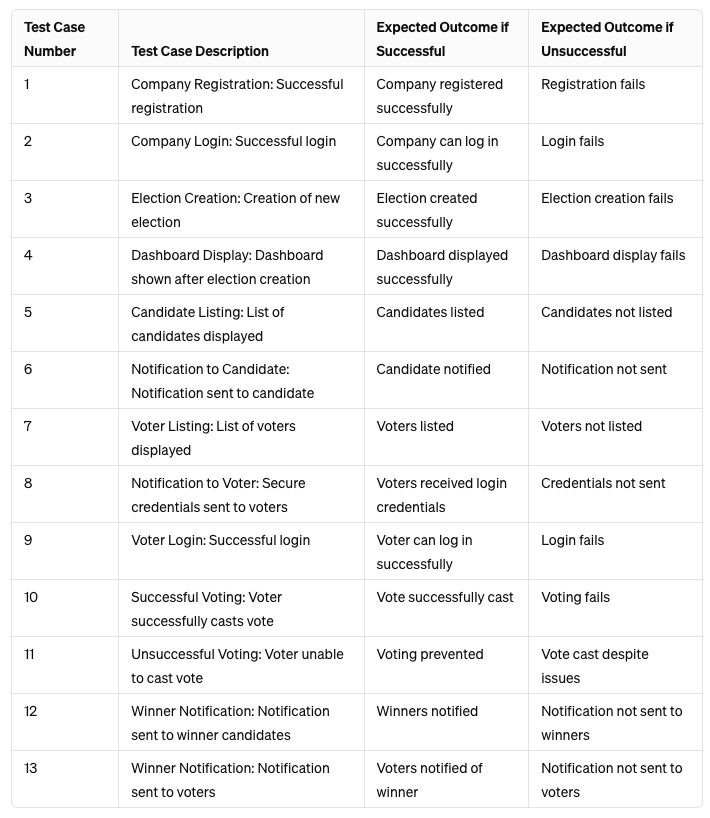 Test Case Number | Test Case Description | Expected Outcome if Successful | Expected Outcome if Unsuccessful
1 | Company Registration: Successful registration | Company registered successfully | Registration fails
2 | Company Login: Successful login | Company can log in successfully | Login fails
3 | Election Creation: Creation of new election | Election created successfully | Election creation fails
4 | Dashboard Display: Dashboard shown after election creation | Dashboard displayed successfully | Dashboard display fails
5 | Candidate Listing: List of candidates displayed | Candidates listed | Candidates not listed
6 | Notification to Candidate: Notification sent to candidate | Candidate notified | Notification not sent
7 | Voter Listing: List of voters displayed | Voters listed | Voters not listed
8 | Notification to Voter: Secure credentials sent to voters | Voters received login credentials | Credentials not sent
9 | Voter Login: Successful login | Voter can log in successfully | Login fails
10 | Successful Voting: Voter successfully casts vote | Vote successfully cast | Voting fails
11 | Unsuccessful Voting: Voter unable to cast vote | Voting prevented | Vote cast despite issues
12 | Winner Notification: Notification sent to winner candidates | Winners notified | Notification not sent to winners
13 | Winner Notification: Notification sent to voters | Voters notified of winner | Notification not sent to voters